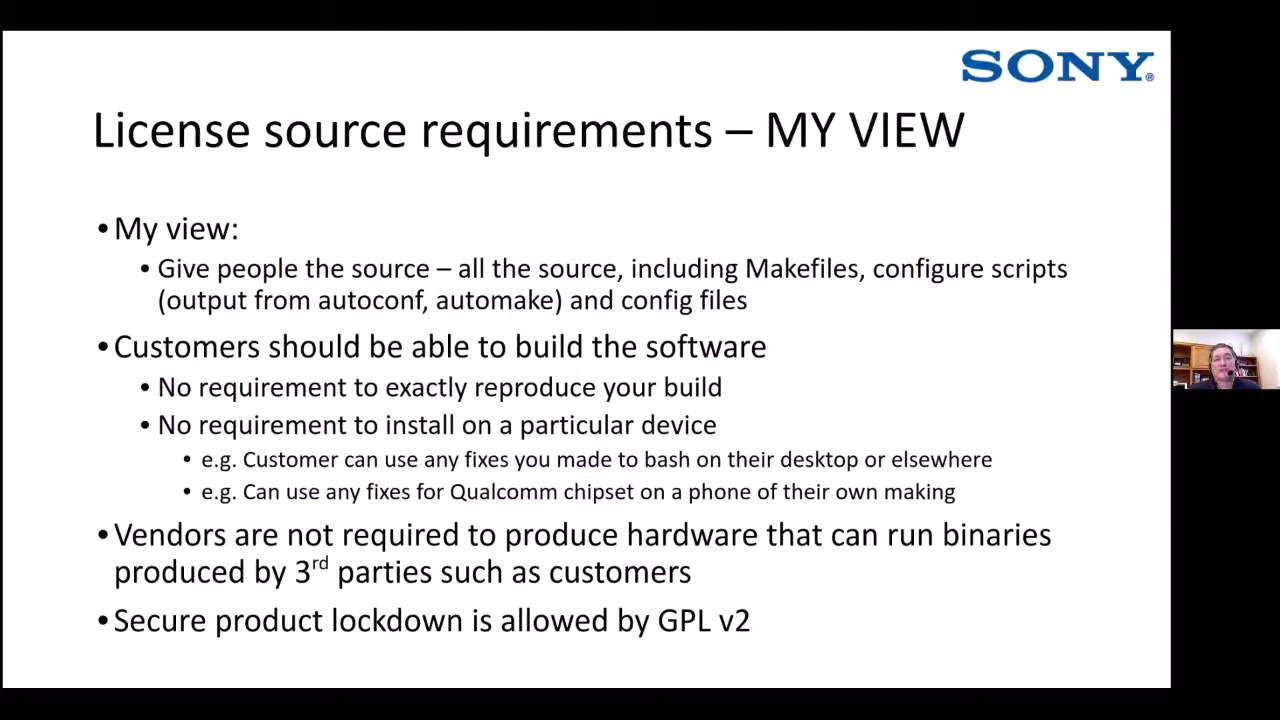 SONY®
License source requirements – MY VIEW
•My view:
• Give people the source – all the source, including Makefiles, configure scripts
(output from autoconf, automake) and config files
•Customers should be able to build the software
• No requirement to exactly reproduce your build
• No requirement to install on a particular device
• e.g. Customer can use any fixes you made to bash on their desktop or elsewhere
• e.g. Can use any fixes for Qualcomm chipset on a phone of their own making
•Vendors are not required to produce hardware that can run binaries
produced by 3rd parties such as customers
•Secure product lockdown is allowed by GPL v2